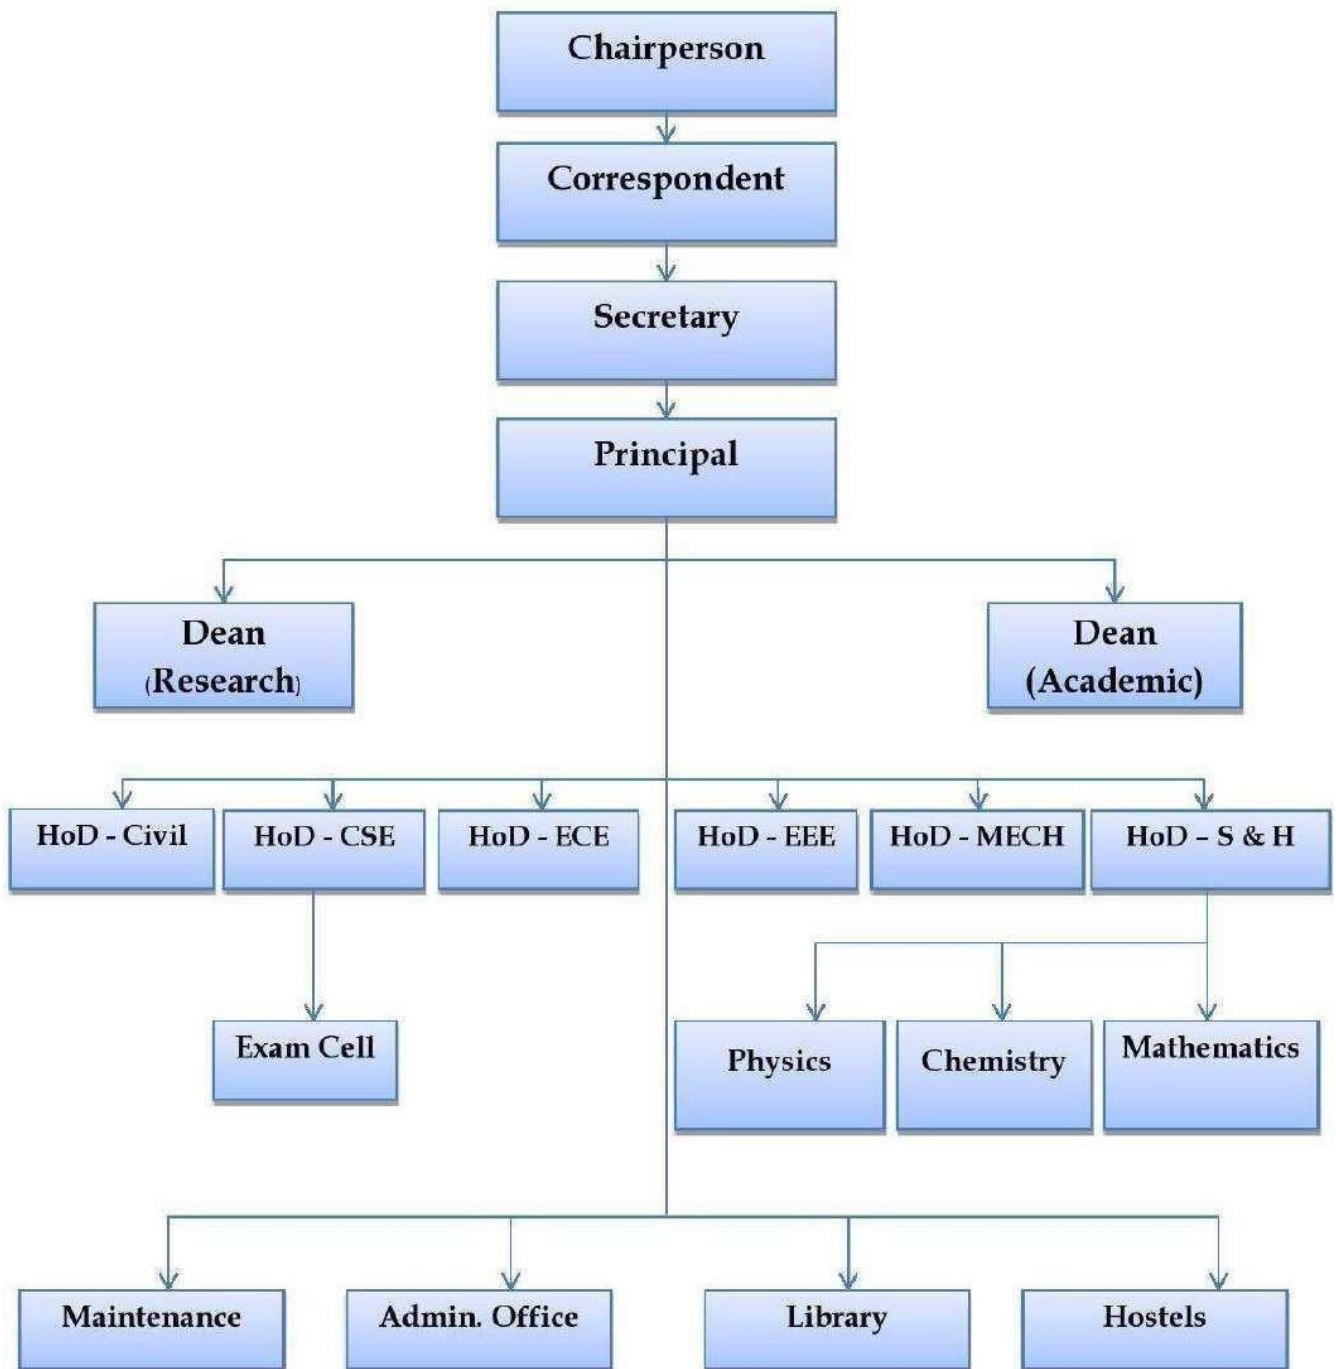 Chairperson
Correspondent
Secretary
Principal
Dean
(Research)
Dean
(Academic)
HoD - Civil
HoD - CSE
HoD - ECE
HoD - EEE
HoD - MECH
HoD – S & H
Exam Cell
Physics
Chemistry
Mathematics
Maintenance
Admin. Office
Library
Hostels